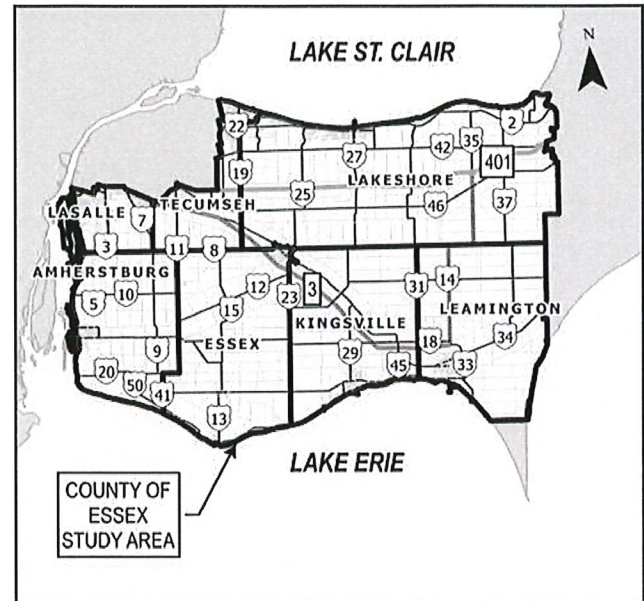 LAKE ST. CLAIR
N
22
2
35
42
27
401
19
LAKESHORE
25
TECUMSEH
46
37
LASALLE
7
3
11
8
AMHERSTBURG
12
31
14
23
3
10
5
15
LEAMINGTON
KINGSVILLE
34
18
ESSEX
29
9
45
33
20
50
41
13
LAKE ERIE
COUNTY OF
ESSEX
STUDY AREA